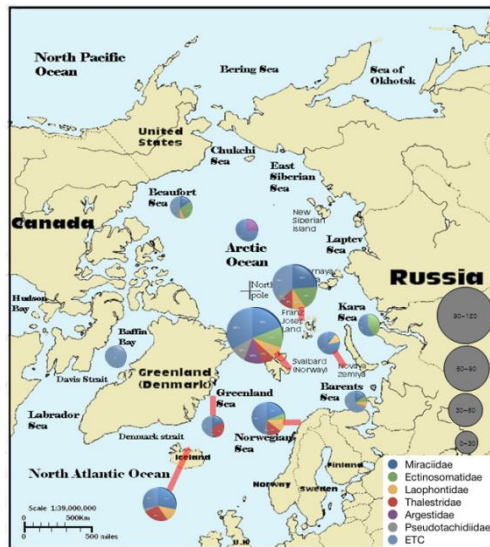 North Pacific
Ocean
Bering Sea
Sea of
Okhotsk
United
States
Chukchi
Sea
East
Siberian
Sea
Beaufort
Sea
Canada
New
Siberian
Island
Arctic
Ocean
Laptev
Sea
North
pole
Russia
Franz
Josef
Land
Hudson
Bay
Kara
Sea
Baffin
Bay
Svalbard
(Norway)
Novaya
zemlya
Davis Strait
Greenland
(Denmark)
Greenland
Sea
Barents
Sea
Labrador
Sea
Denmark strait
Norwegian
Sea
Iceland
Finland
North Atlantic Ocean
Norway
Sweden
Scale 1:39,000,000
500Km
500 miles
U.K
90-120
60-90
30-60
0-30
Miraciidae
Ectinosomatidae
Laophontidae
Thalestridae
Argestidae
Pseudotachidiidae
ETC